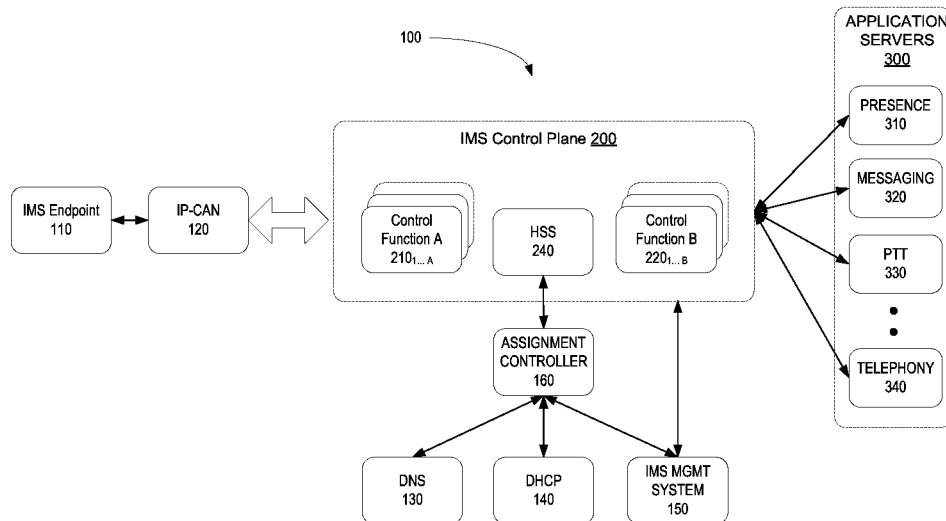 100
APPLICATION
SERVERS
300
PRESENCE
310
MESSAGING
320
PTT
330
TELEPHONY
340
IMS Control Plane 200
IMS Endpoint
110
IP-CAN
120
Control
Function A
210₁... A
HSS
240
Control
Function B
220₁... B
ASSIGNMENT
CONTROLLER
160
DNS
130
DHCP
140
IMS MGMT
SYSTEM
150